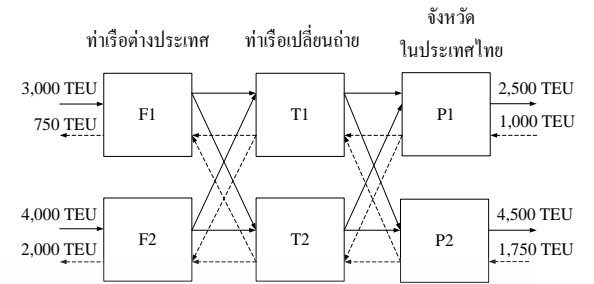 ท่าเรือต่างประเทศ
ท่าเรือเปลี่ยนถ่าย
จังหวัด
ในประเทศไทย
3,000 TEU
750 TEU
F1
T1
P1
2,500 TEU
1,000 TEU
4,000 TEU
2,000 TEU
F2
T2
P2
4,500 TEU
1,750 TEU